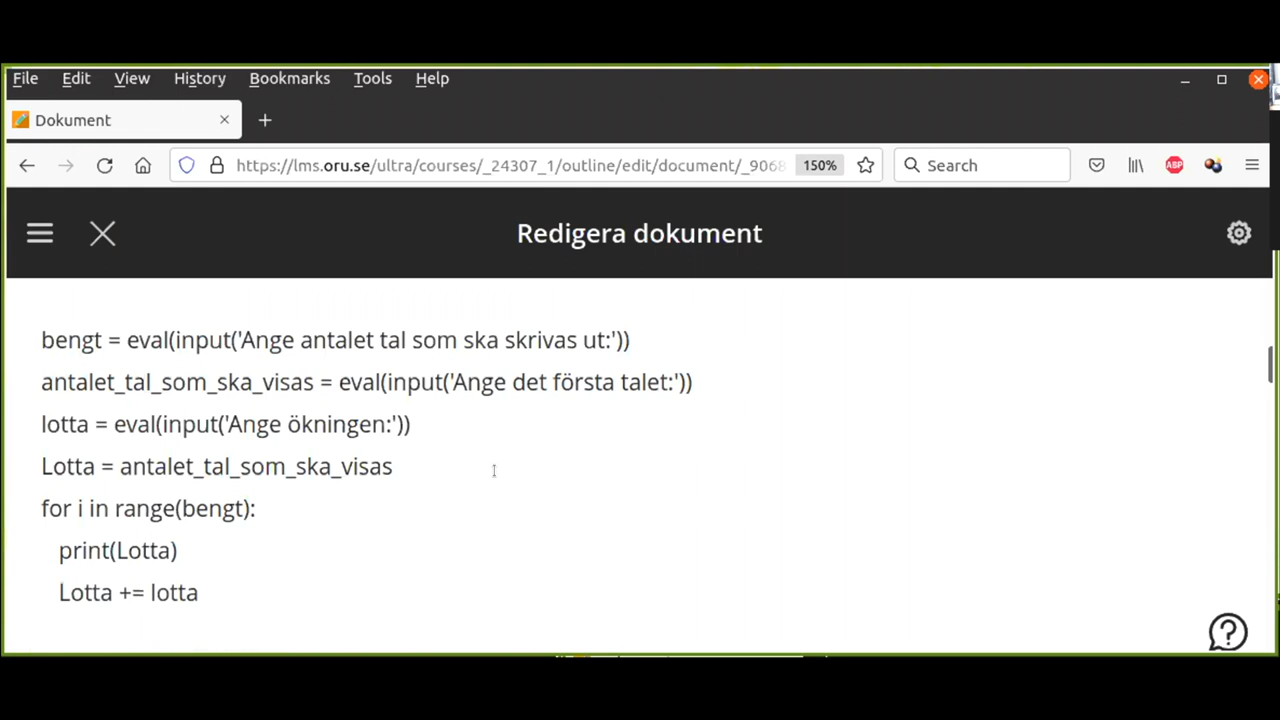 File Edit View History Bookmarks Tools Help
Dokument
https://lms.oru.se/ultra/courses/_24307_1/outline/edit/document/_9068 150% Search ABP
Redigera dokument
bengt = eval(input('Ange antalet tal som ska skrivas ut:'))
antalet_tal_som_ska_visas = eval(input('Ange det första talet:'))
lotta = eval(input('Ange ökningen:'))
Lotta = antalet_tal_som_ska_visas
for i in range(bengt):
print(Lotta)
Lotta += lotta